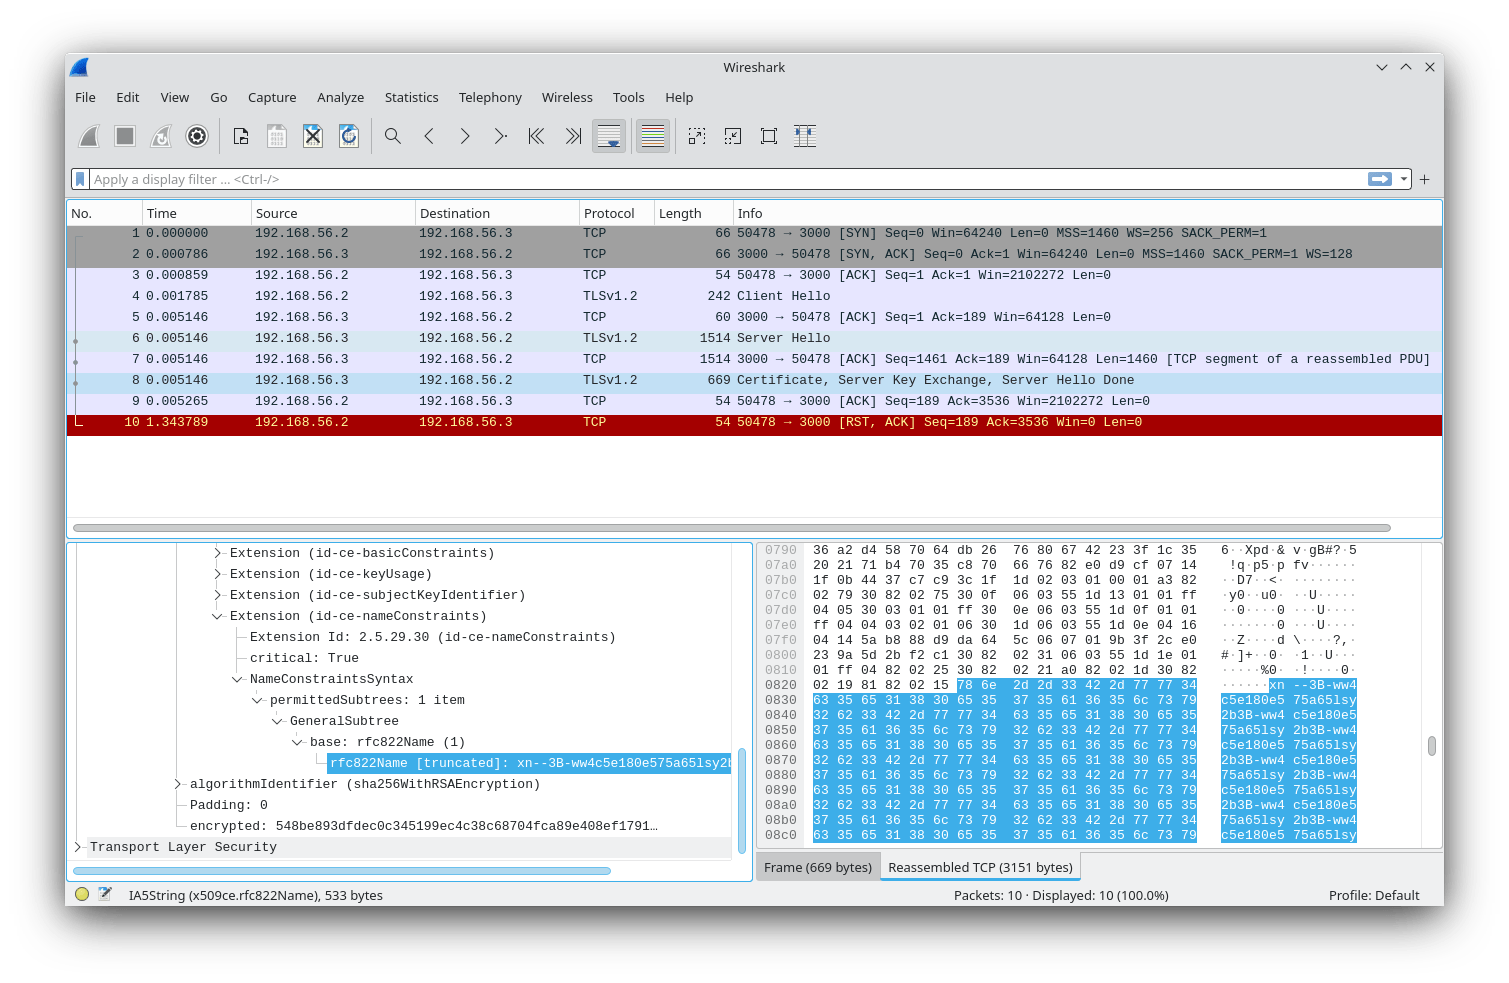 Wireshark
File Edit View Go Capture Analyze Statistics Telephony Wireless Tools Help
Apply a display filter ... <Ctrl-/>
No. Time Source Destination Protocol Length Info
1 0.000000 192.168.56.2 192.168.56.3 TCP 66 50478 → 3000 [SYN] Seq=0 Win=64240 Len=0 MSS=1460 WS=256 SACK_PERM=1
2 0.000786 192.168.56.3 192.168.56.2 TCP 66 3000 → 50478 [SYN, ACK] Seq=0 Ack=1 Win=64240 Len=0 MSS=1460 SACK_PERM=1 WS=128
3 0.000859 192.168.56.2 192.168.56.3 TCP 54 50478 → 3000 [ACK] Seq=1 Ack=1 Win=2102272 Len=0
4 0.001785 192.168.56.2 192.168.56.3 TLSv1.2 242 Client Hello
5 0.005146 192.168.56.3 192.168.56.2 TCP 60 3000 → 50478 [ACK] Seq=1 Ack=189 Win=64128 Len=0
6 0.005146 192.168.56.3 192.168.56.2 TLSv1.2 1514 Server Hello
7 0.005146 192.168.56.3 192.168.56.2 TCP 1514 3000 → 50478 [ACK] Seq=1461 Ack=189 Win=64128 Len=1460 [TCP segment of a reassembled PDU]
8 0.005146 192.168.56.3 192.168.56.2 TLSv1.2 669 Certificate, Server Key Exchange, Server Hello Done
9 0.005265 192.168.56.2 192.168.56.3 TCP 54 50478 → 3000 [ACK] Seq=189 Ack=3536 Win=2102272 Len=0
10 1.343789 192.168.56.2 192.168.56.3 TCP 54 50478 → 3000 [RST, ACK] Seq=189 Ack=3536 Win=0 Len=0
Extension (id-ce-basicConstraints)
Extension (id-ce-keyUsage)
Extension (id-ce-subjectKeyIdentifier)
Extension (id-ce-nameConstraints)
Extension Id: 2.5.29.30 (id-ce-nameConstraints)
critical: True
NameConstraintsSyntax
permittedSubtrees: 1 item
GeneralSubtree
base: rfc822Name (1)
rfc822Name [truncated]: xn--3B-ww4c5e180e575a65lsy2b
algorithmIdentifier (sha256WithRSAEncryption)
Padding: 0
encrypted: 548be893dfdec0c345199ec4c38c68704fca89e408ef1791…
Transport Layer Security
0790 36 a2 d4 58 70 64 db 26 76 80 67 42 23 3f 1c 35 6··Xpd·& v·gB#?·5
07a0 20 21 71 b4 70 35 c8 70 66 76 82 e0 d9 cf 07 14 !q·p5·p fv······
07b0 1f 0b 44 37 c7 c9 3c 1f 1d 02 03 01 00 01 a3 82 ··D7··<· ········
07c0 02 79 30 82 02 75 30 0f 06 03 55 1d 13 01 01 ff ·y0··u0· ··U·····
07d0 04 05 30 03 01 01 ff 30 0e 06 03 55 1d 0f 01 01 ··0····0 ···U····
07e0 ff 04 04 03 02 01 06 30 1d 06 03 55 1d 0e 04 16 ·······0 ···U····
07f0 04 14 5a b8 88 d9 da 64 5c 06 07 01 9b 3f 2c e0 ··Z····d \····?,·
0800 23 9a 5d 2b f2 c1 30 82 02 31 06 03 55 1d 1e 01 #·]+··0· ·1··U···
0810 01 ff 04 82 02 25 30 82 02 21 a0 82 02 1d 30 82 ·····%0· ·!····0·
0820 02 19 81 82 02 15 78 6e 2d 2d 33 42 2d 77 77 34 ······xn --3B-ww4
0830 63 35 65 31 38 30 65 35 37 35 61 36 35 6c 73 79 c5e180e5 75a65lsy
0840 32 62 33 42 2d 77 77 34 63 35 65 31 38 30 65 35 2b3B-ww4 c5e180e5
0850 37 35 61 36 35 6c 73 79 32 62 33 42 2d 77 77 34 75a65lsy 2b3B-ww4
0860 63 35 65 31 38 30 65 35 37 35 61 36 35 6c 73 79 c5e180e5 75a65lsy
0870 32 62 33 42 2d 77 77 34 63 35 65 31 38 30 65 35 2b3B-ww4 c5e180e5
0880 37 35 61 36 35 6c 73 79 32 62 33 42 2d 77 77 34 75a65lsy 2b3B-ww4
0890 63 35 65 31 38 30 65 35 37 35 61 36 35 6c 73 79 c5e180e5 75a65lsy
08a0 32 62 33 42 2d 77 77 34 63 35 65 31 38 30 65 35 2b3B-ww4 c5e180e5
08b0 37 35 61 36 35 6c 73 79 32 62 33 42 2d 77 77 34 75a65lsy 2b3B-ww4
08c0 63 35 65 31 38 30 65 35 37 35 61 36 35 6c 73 79 c5e180e5 75a65lsy
Frame (669 bytes) Reassembled TCP (3151 bytes)
IA5String (x509ce.rfc822Name), 533 bytes Packets: 10 · Displayed: 10 (100.0%) Profile: Default